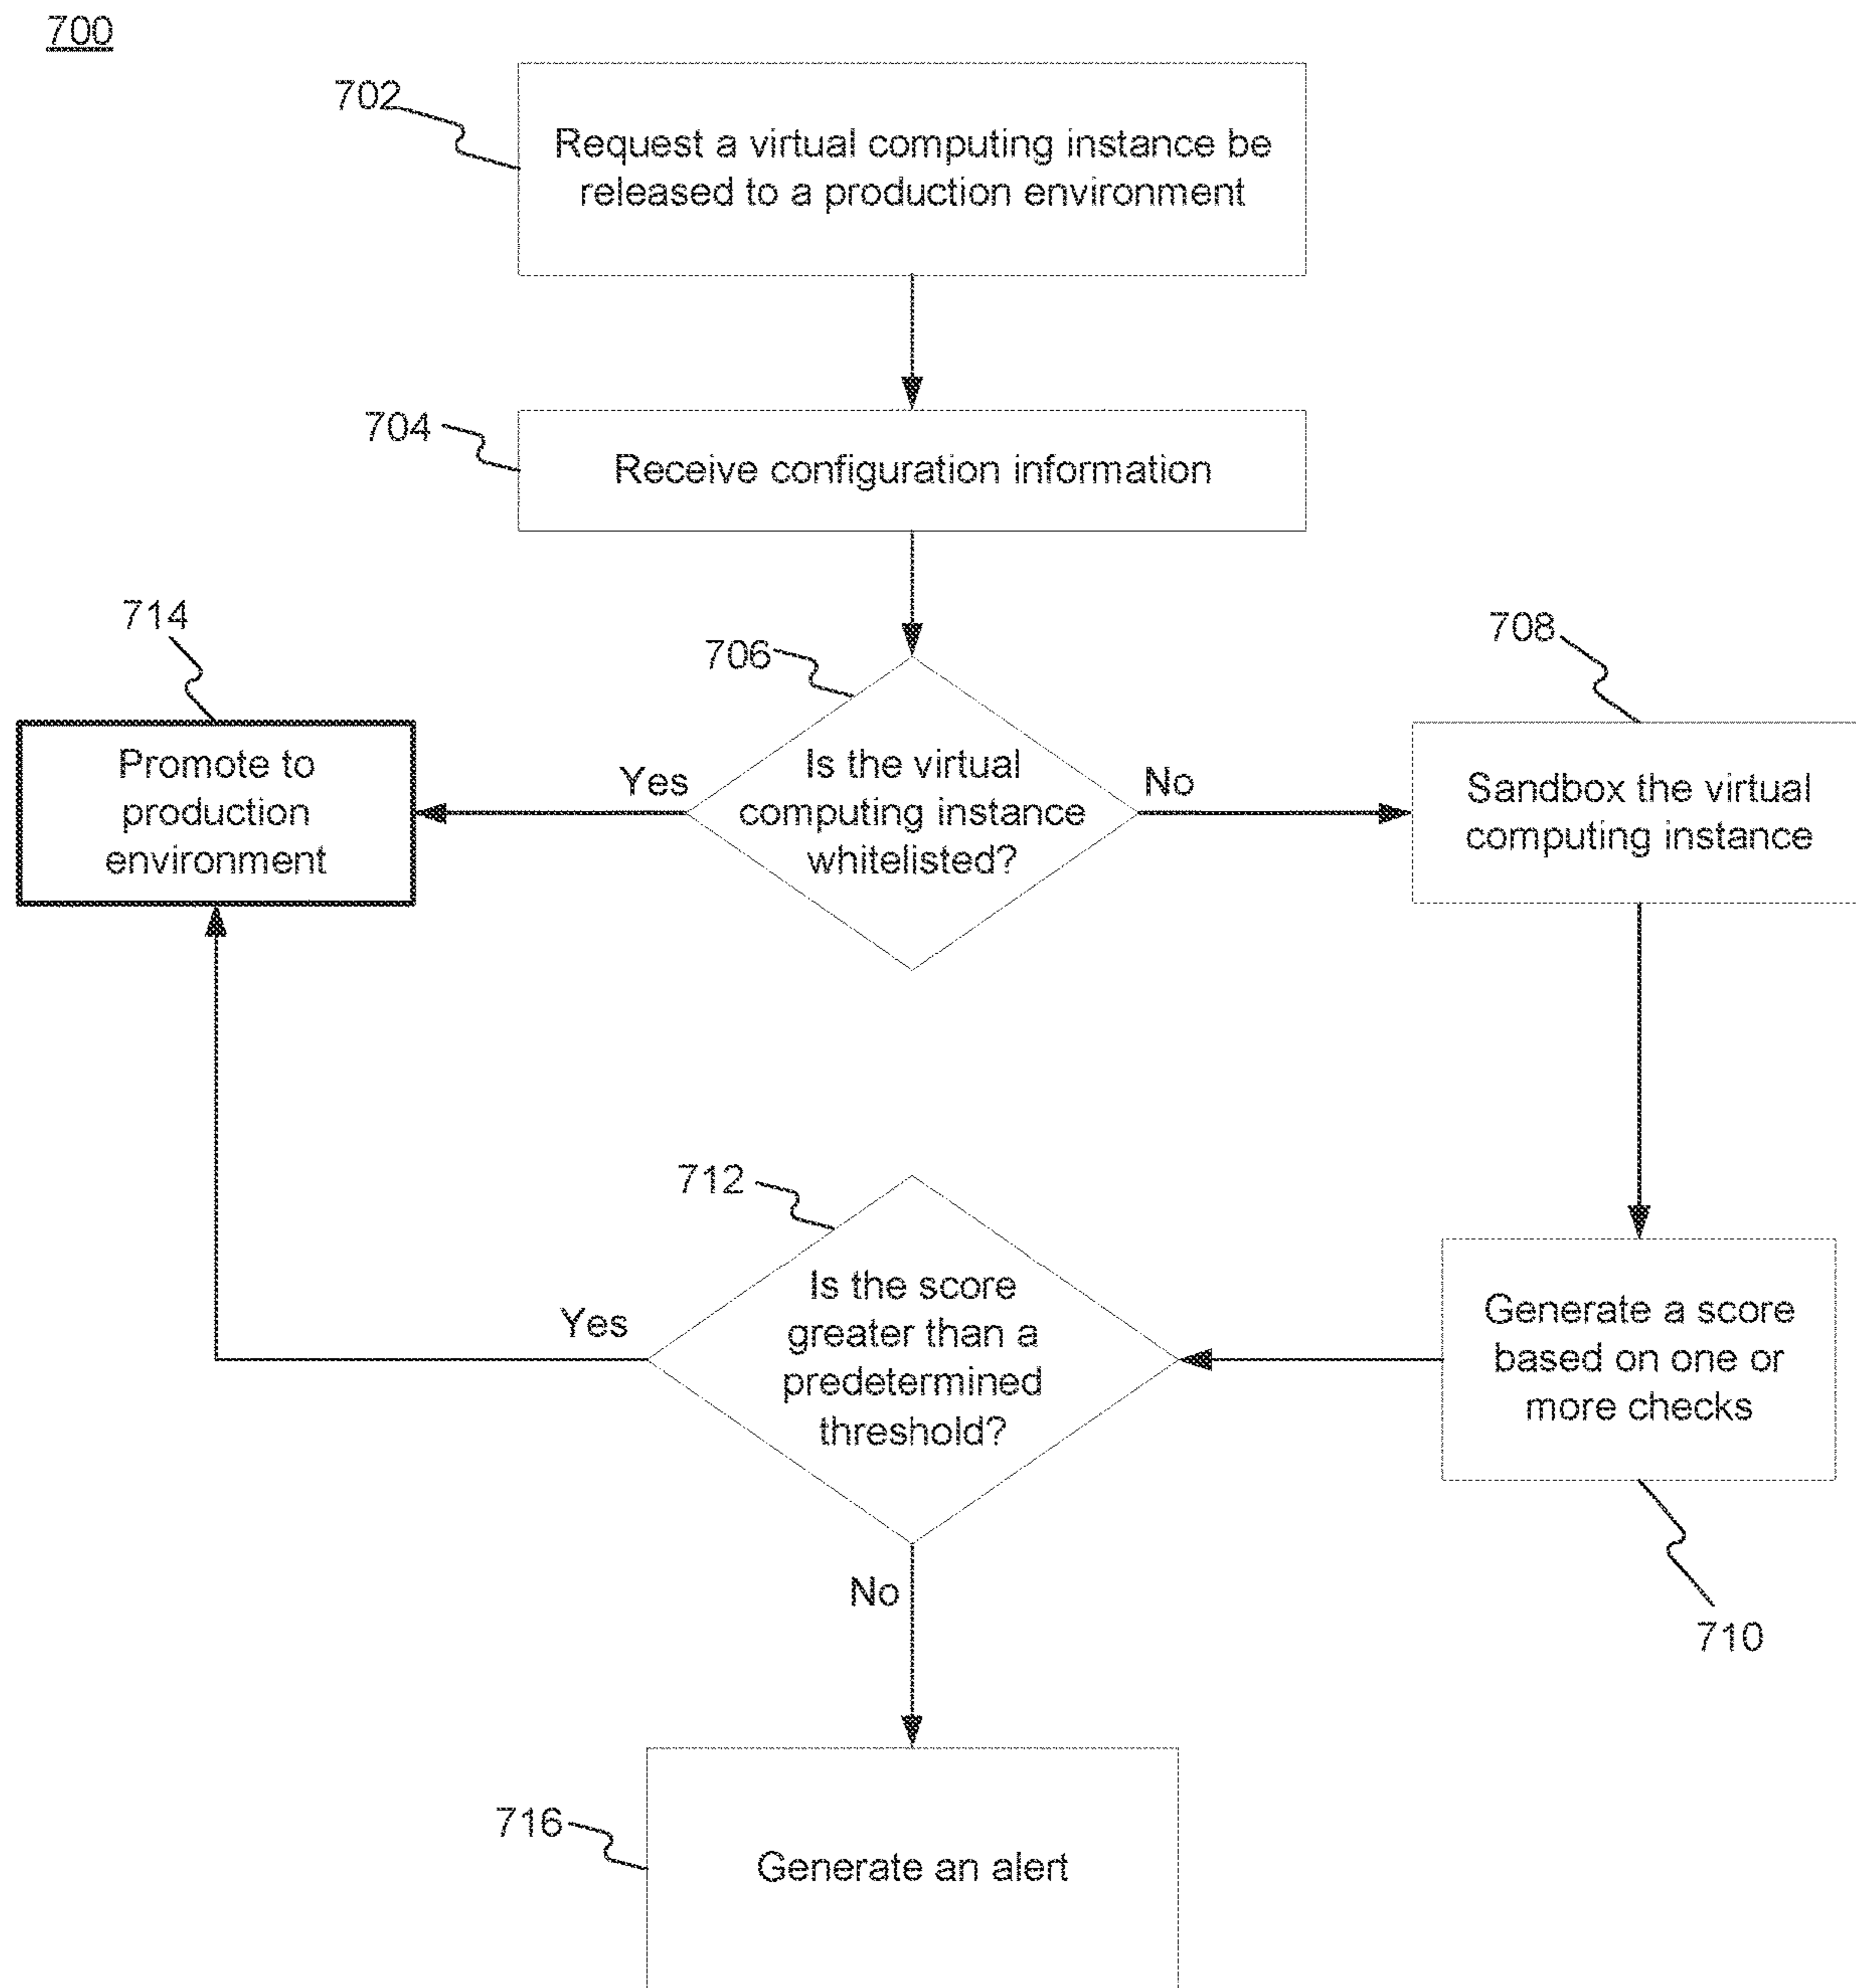 700
702
Request a virtual computing instance be
released to a production environment
704
Receive configuration information
714
706
708
Promote to
production
environment
Yes
Is the virtual
computing instance
whitelisted?
No
Sandbox the virtual
computing instance
712
Yes
Is the score
greater than a
predetermined
threshold?
Generate a score
based on one or
more checks
No
710
716
Generate an alert